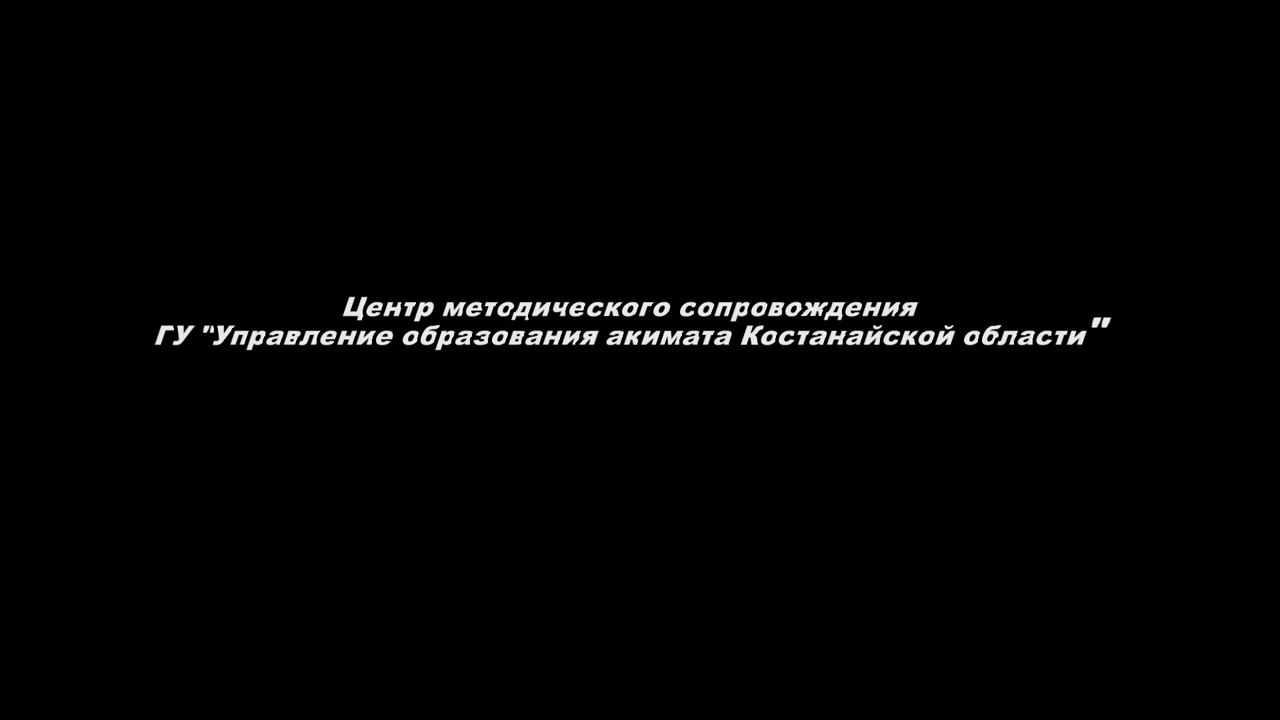 Центр методического сопровождения
ГУ "Управление образования акимата Костанайской области"